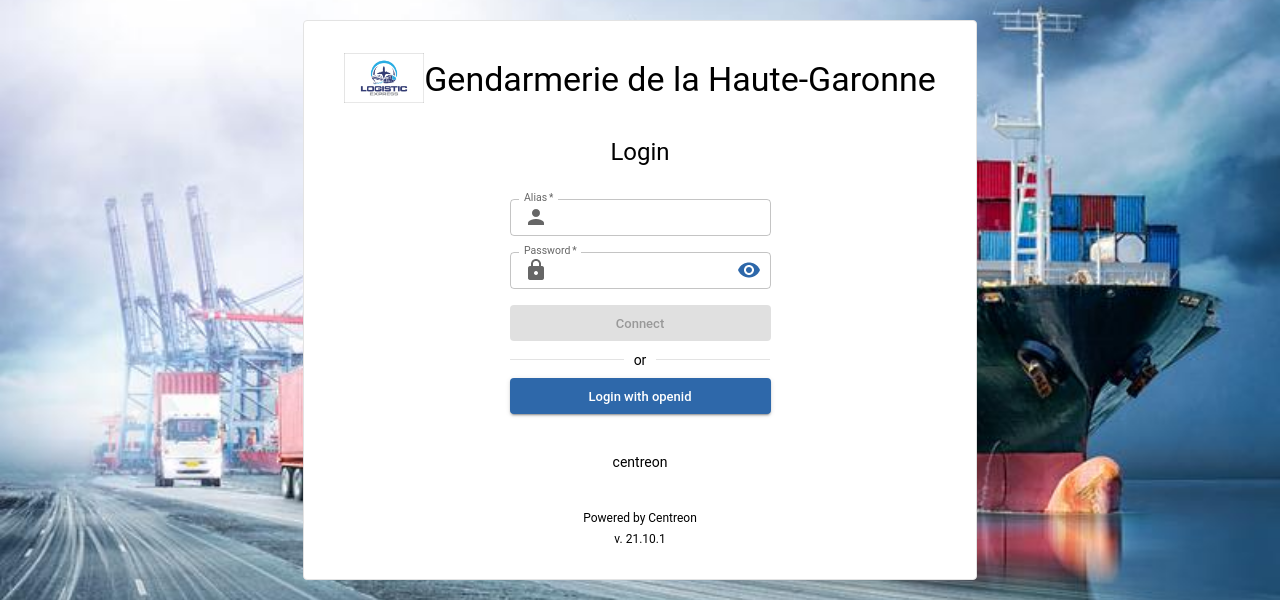 LOGISTIC
EXPRESS
Gendarmerie de la Haute-Garonne
Login
Alias *
Password *
Connect
or
Login with openid
centreon
Powered by Centreon
v. 21.10.1